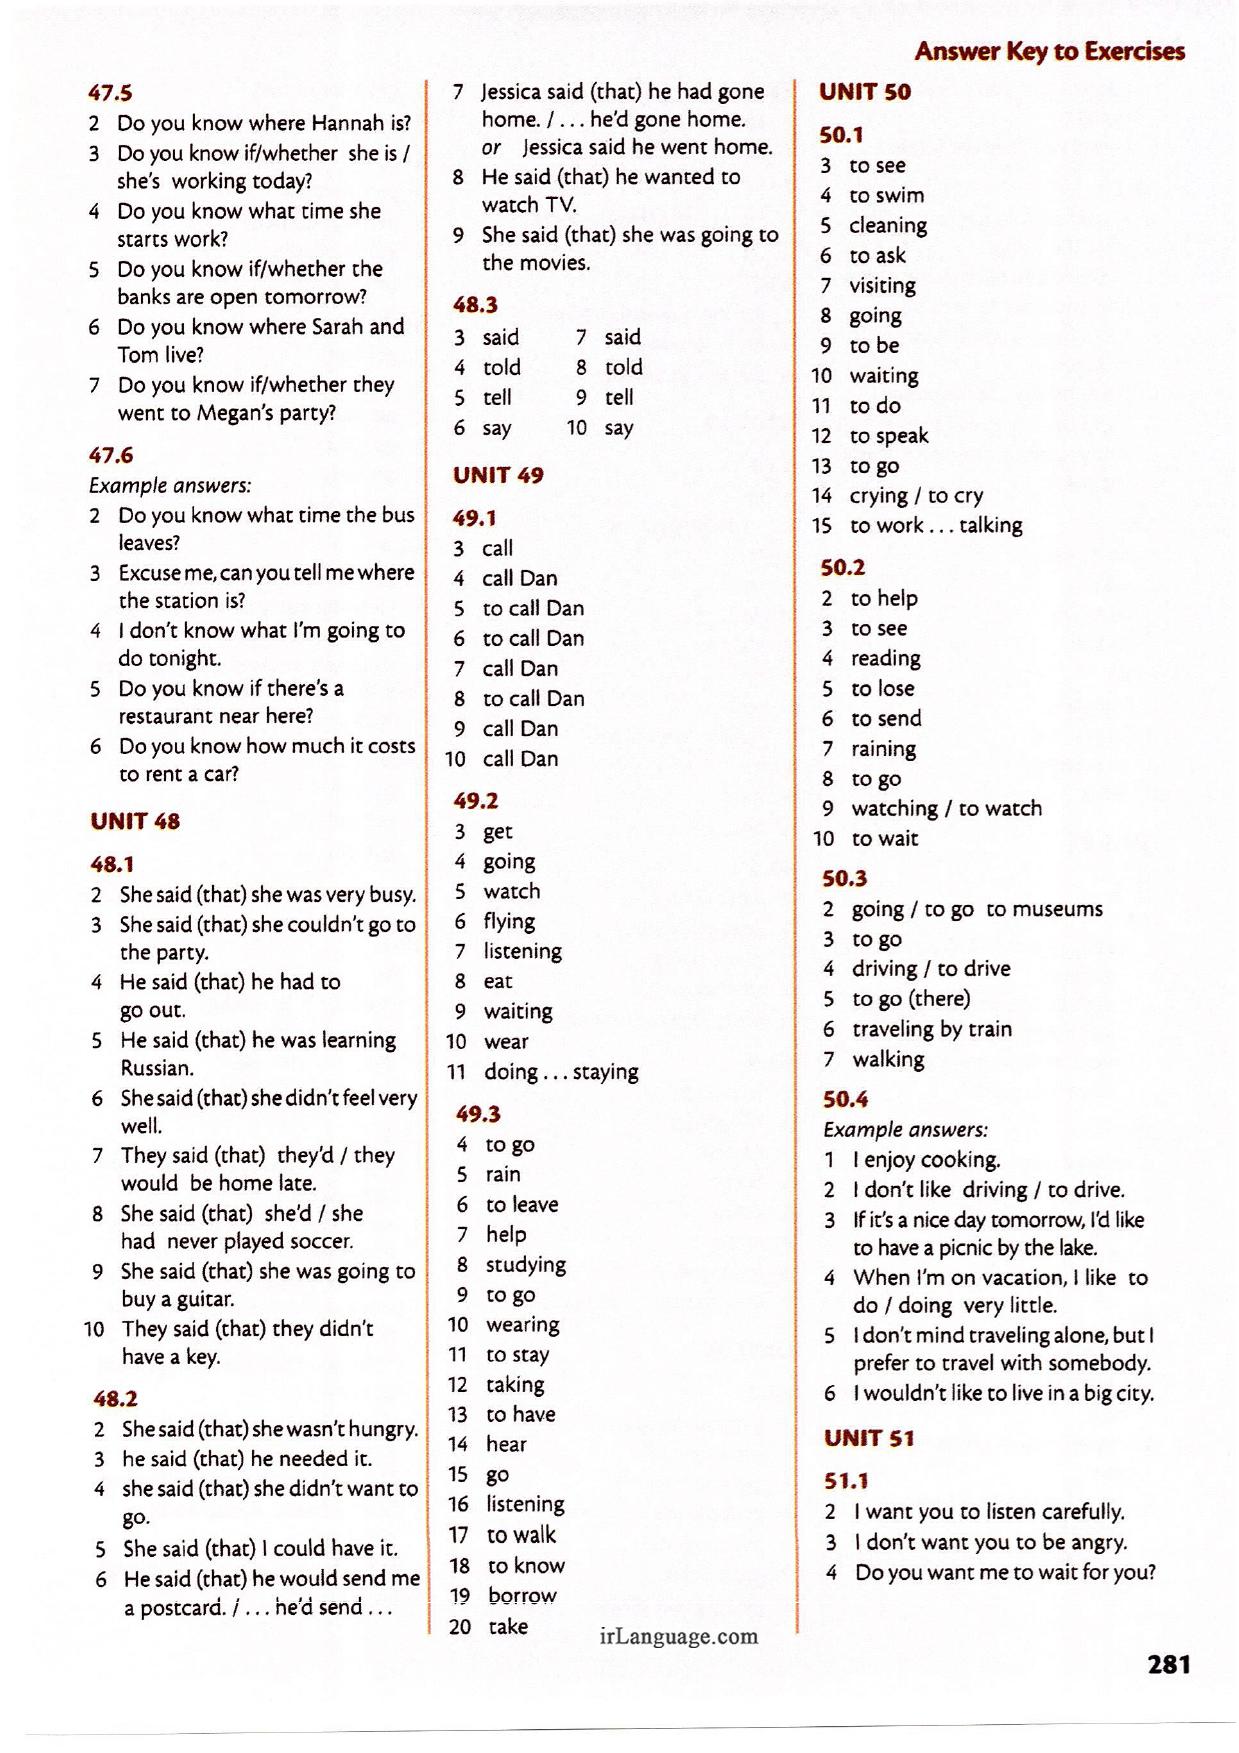 Answer Key to Exercises
47.5
2 Do you know where Hannah is?
3 Do you know if/whether she is /
she's working today?
4 Do you know what time she
starts work?
5 Do you know if/whether the
banks are open tomorrow?
6 Do you know where Sarah and
Tom live?
7 Do you know if/whether they
went to Megan's party?
47.6
Example answers:
2 Do you know what time the bus
leaves?
3 Excuse me, can you tell me where
the station is?
4 I don't know what I'm going to
do tonight.
5 Do you know if there's a
restaurant near here?
6 Do you know how much it costs
to rent a car?
UNIT 48
48.1
2 She said (that) she was very busy.
3 She said (that) she couldn't go to
the party.
4 He said (that) he had to
go out.
5 He said (that) he was learning
Russian.
6 She said (that) she didn't feel very
well.
7 They said (that) they'd / they
would be home late.
8 She said (that) she'd / she
had never played soccer.
9 She said (that) she was going to
buy a guitar.
10 They said (that) they didn't
have a key.
48.2
2 She said (that) she wasn't hungry.
3 he said (that) he needed it.
4 she said (that) she didn't want to
go.
5 She said (that) I could have it.
6 He said (that) he would send me
a postcard. / ... he'd send ...
7 Jessica said (that) he had gone
home. / ... he'd gone home.
or Jessica said he went home.
8 He said (that) he wanted to
watch TV.
9 She said (that) she was going to
the movies.
48.3
3 said 7 said
4 told 8 told
5 tell 9 tell
6 say 10 say
UNIT 49
49.1
3 call
4 call Dan
5 to call Dan
6 to call Dan
7 call Dan
8 to call Dan
9 call Dan
10 call Dan
49.2
3 get
4 going
5 watch
6 flying
7 listening
8 eat
9 waiting
10 wear
11 doing ... staying
49.3
4 to go
5 rain
6 to leave
7 help
8 studying
9 to go
10 wearing
11 to stay
12 taking
13 to have
14 hear
15 go
16 listening
17 to walk
18 to know
19 borrow
20 take
UNIT 50
50.1
3 to see
4 to swim
5 cleaning
6 to ask
7 visiting
8 going
9 to be
10 waiting
11 to do
12 to speak
13 to go
14 crying / to cry
15 to work ... talking
50.2
2 to help
3 to see
4 reading
5 to lose
6 to send
7 raining
8 to go
9 watching / to watch
10 to wait
50.3
2 going / to go to museums
3 to go
4 driving / to drive
5 to go (there)
6 traveling by train
7 walking
50.4
Example answers:
1 I enjoy cooking.
2 I don't like driving / to drive.
3 If it's a nice day tomorrow, I'd like
to have a picnic by the lake.
4 When I'm on vacation, I like to
do / doing very little.
5 I don't mind traveling alone, but I
prefer to travel with somebody.
6 I wouldn't like to live in a big city.
UNIT 51
51.1
2 I want you to listen carefully.
3 I don't want you to be angry.
4 Do you want me to wait for you?
irLanguage.com
281